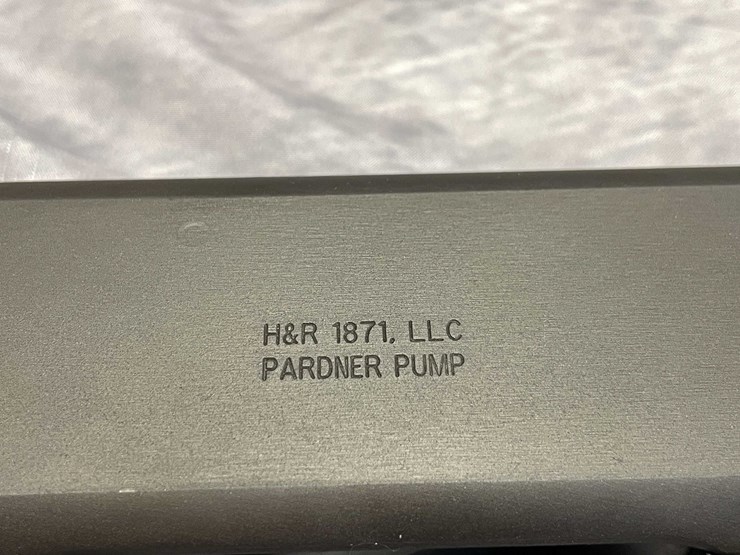 H&R 1871, LLC
PARDNER PUMP